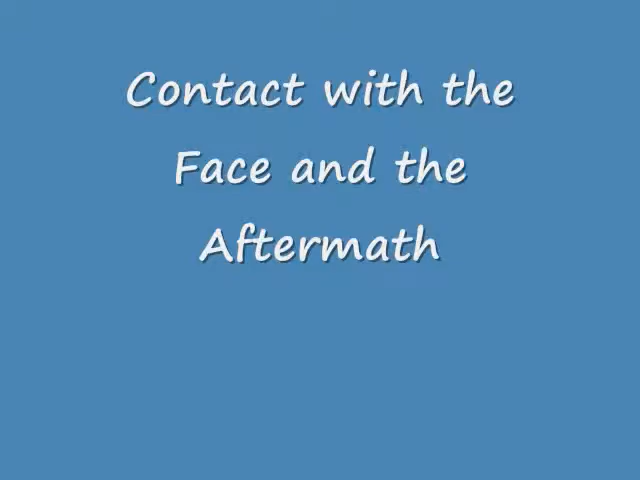 Contact with the
Face and the
Aftermath